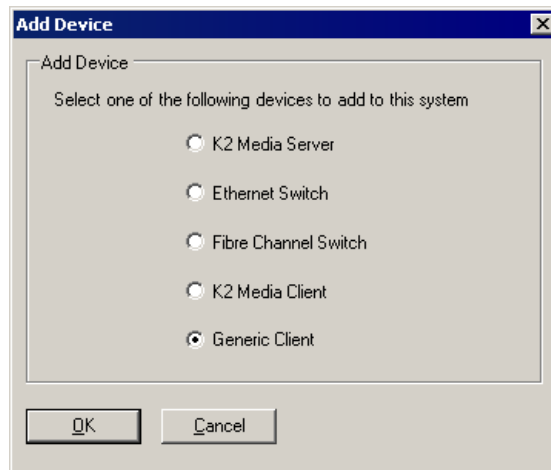 Add Device
Add Device
Select one of the following devices to add to this system
K2 Media Server
Ethernet Switch
Fibre Channel Switch
K2 Media Client
Generic Client
OK
Cancel